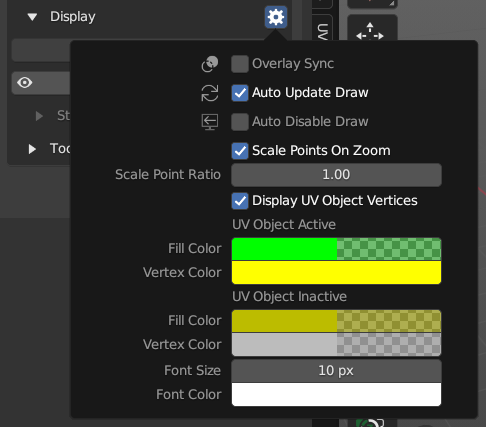 Display
UV
Overlay Sync
Auto Update Draw
St
Auto Disable Draw
Too
Scale Points On Zoom
Scale Point Ratio 1.00
Display UV Object Vertices
UV Object Active
Fill Color
Vertex Color
UV Object Inactive
Fill Color
Vertex Color
Font Size 10 px
Font Color